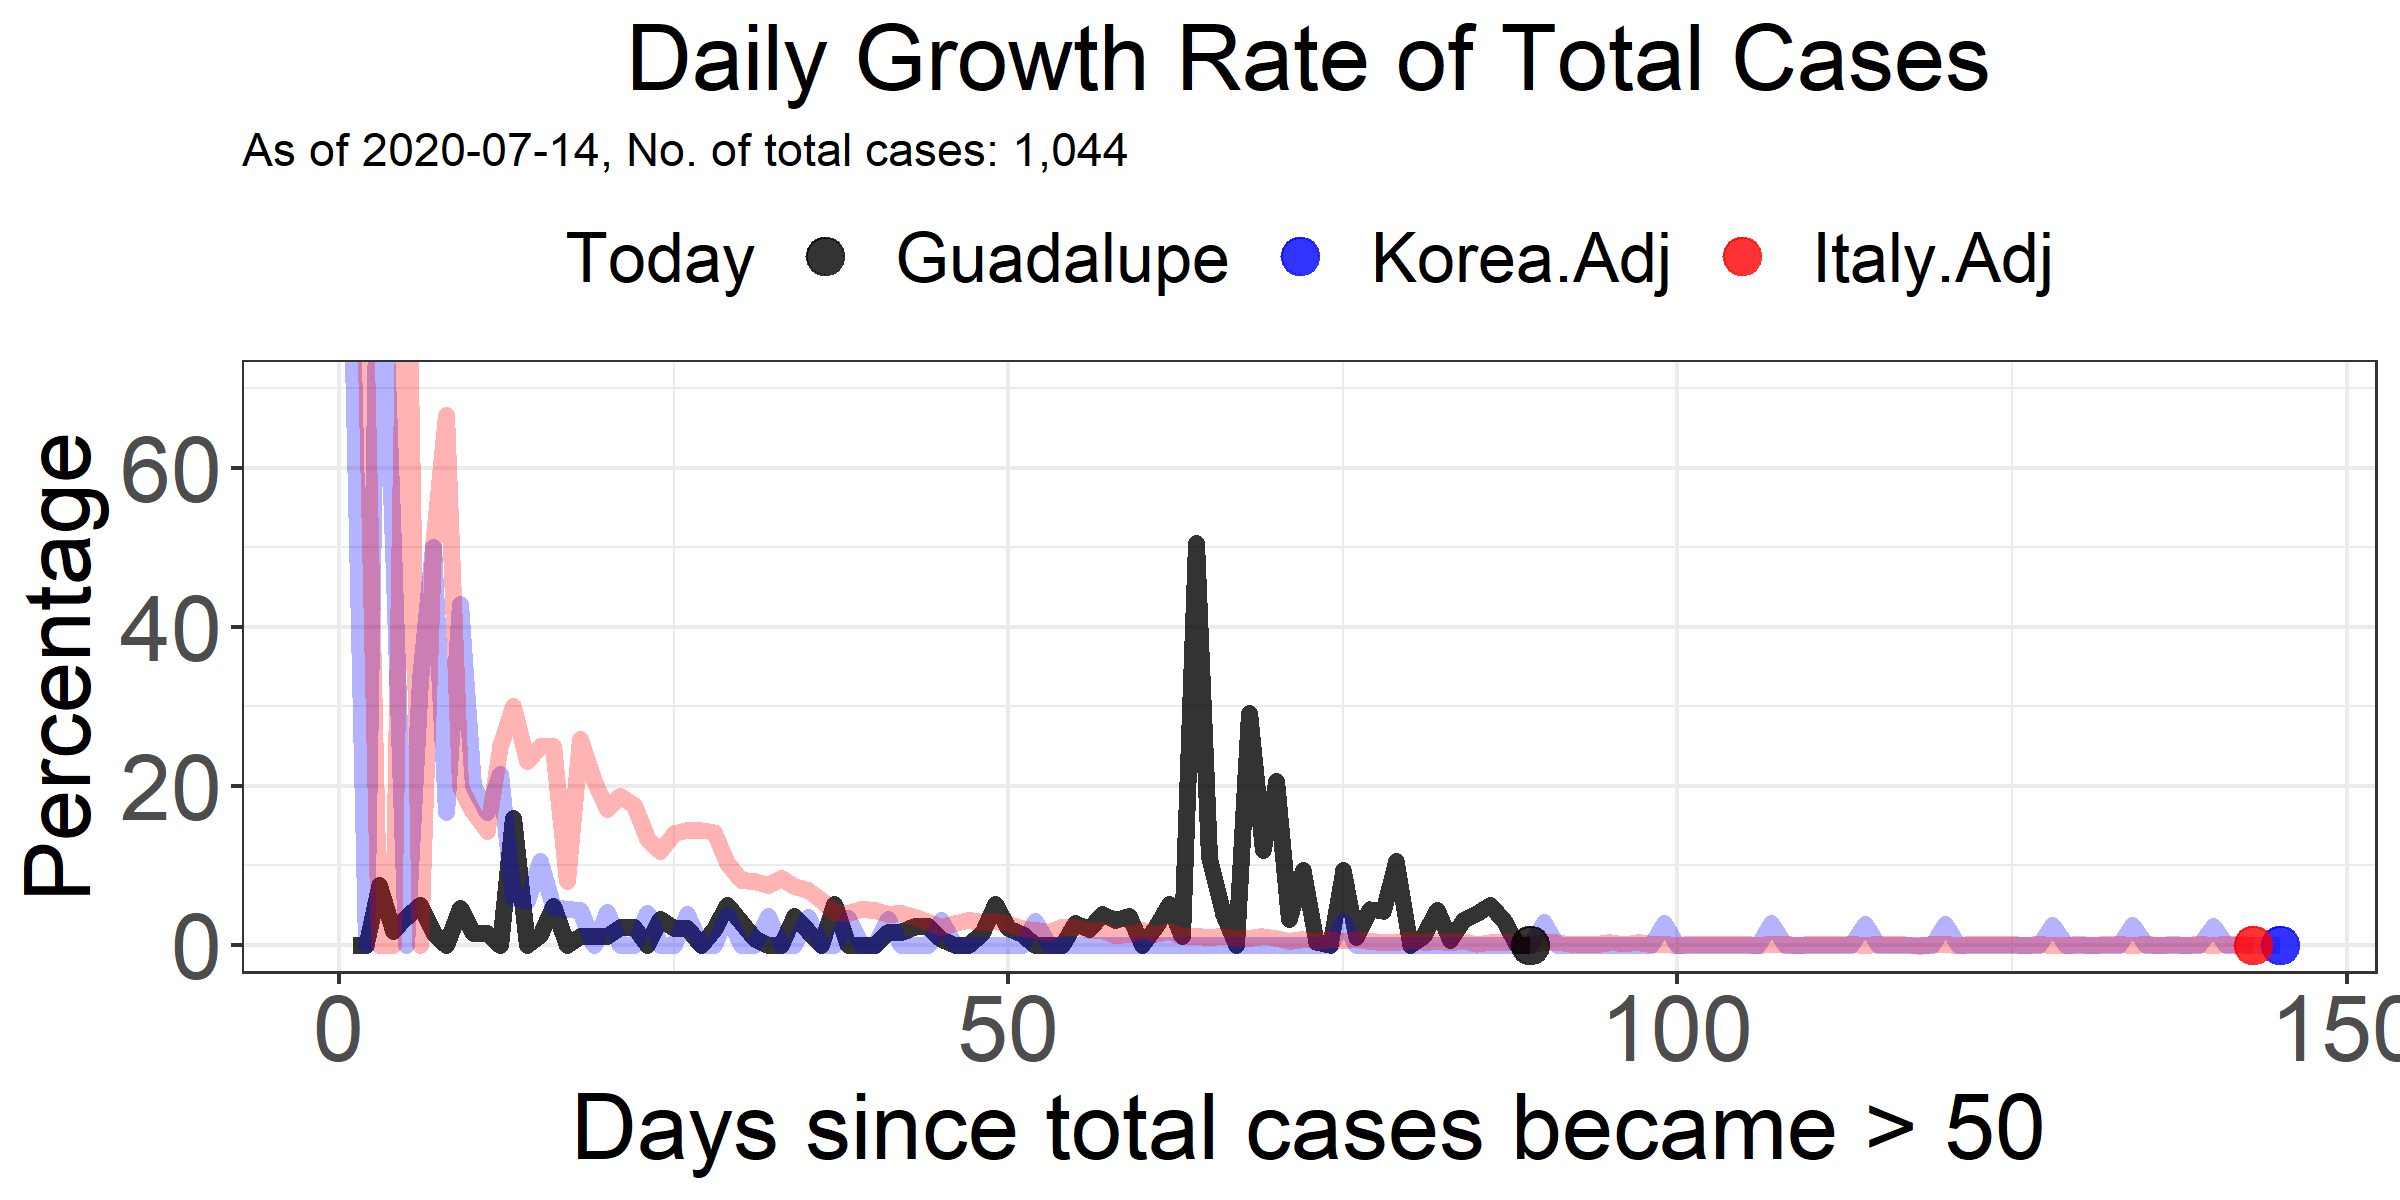 Daily Growth Rate of Total Cases
As of 2020-07-14, No. of total cases: 1,044
Today Guadalupe Korea.Adj Italy.Adj
Percentage
60
40
20
0
0 50 100 150
Days since total cases became > 50